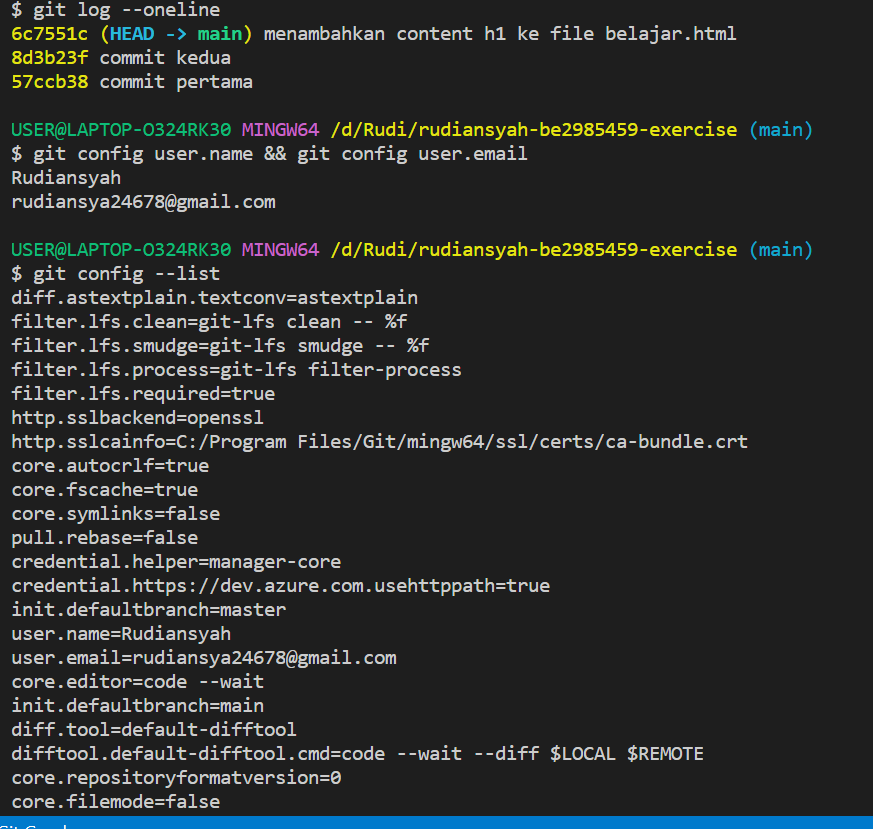 $ git log --oneline
6c7551c (HEAD -> main) menambahkan content h1 ke file belajar.html
8d3b23f commit kedua
57ccb38 commit pertama
USER@LAPTOP-O324RK30 MINGW64 /d/Rudi/rudiansyah-be2985459-exercise (main)
$ git config user.name && git config user.email
Rudiansyah
rudiansya24678@gmail.com
USER@LAPTOP-O324RK30 MINGW64 /d/Rudi/rudiansyah-be2985459-exercise (main)
$ git config --list
diff.astextplain.textconv=astextplain
filter.lfs.clean=git-lfs clean -- %f
filter.lfs.smudge=git-lfs smudge -- %f
filter.lfs.process=git-lfs filter-process
filter.lfs.required=true
http.sslbackend=openssl
http.sslcainfo=C:/Program Files/Git/mingw64/ssl/certs/ca-bundle.crt
core.autocrlf=true
core.fscache=true
core.symlinks=false
pull.rebase=false
credential.helper=manager-core
credential.https://dev.azure.com.usehttppath=true
init.defaultbranch=master
user.name=Rudiansyah
user.email=rudiansya24678@gmail.com
core.editor=code --wait
init.defaultbranch=main
diff.tool=default-difftool
difftool.default-difftool.cmd=code --wait --diff $LOCAL $REMOTE
core.repositoryformatversion=0
core.filemode=false